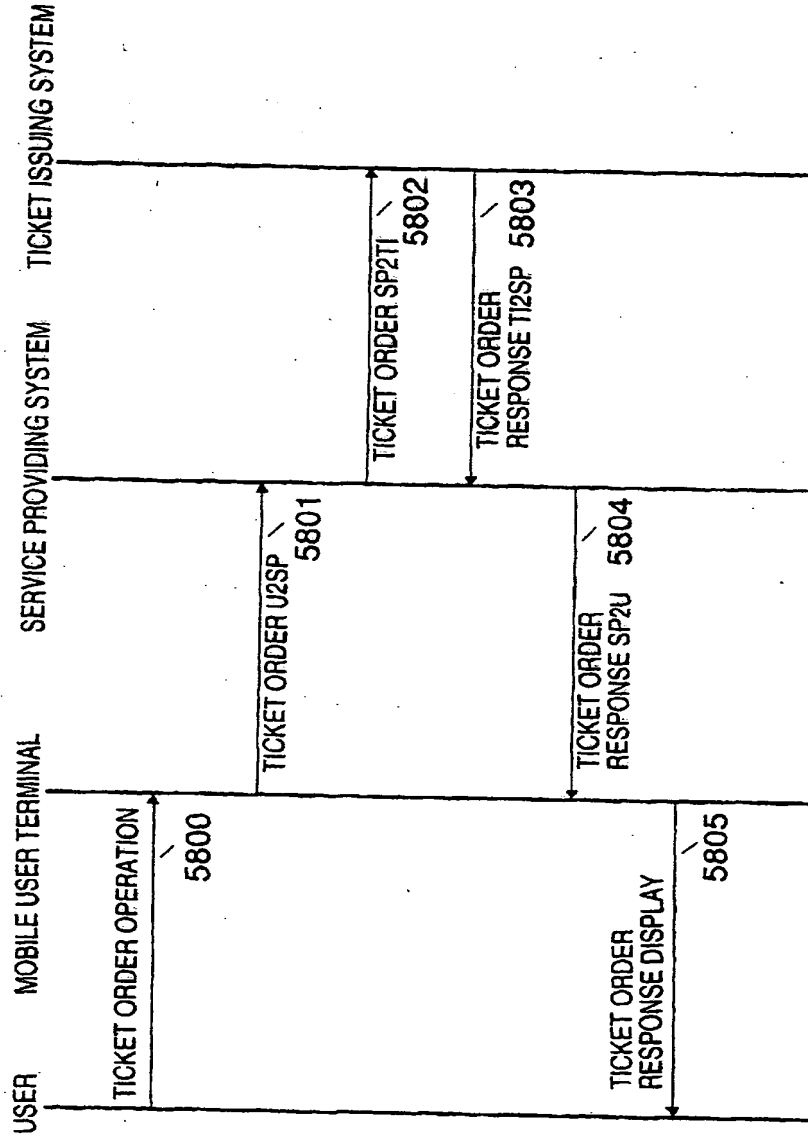 USER
MOBILE USER TERMINAL
SERVICE PROVIDING SYSTEM
TICKET ISSUING SYSTEM
TICKET ORDER OPERATION
5800
TICKET ORDER U2SP
5801
TICKET ORDER SP2TI
5802
TICKET ORDER
RESPONSE TI2SP 5803
TICKET ORDER
RESPONSE SP2U 5804
TICKET ORDER
RESPONSE DISPLAY
5805